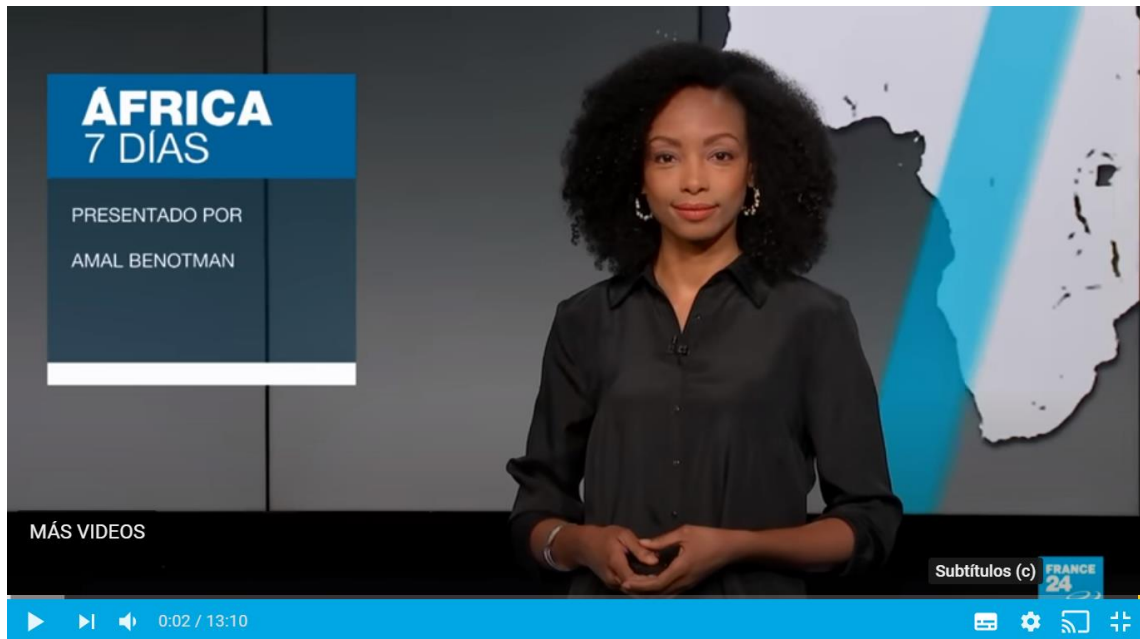 ÁFRICA
7 DÍAS
PRESENTADO POR
AMAL BENOTMAN
MÁS VIDEOS
Subtítulos (c)
FRANCE
24
0:02 / 13:10